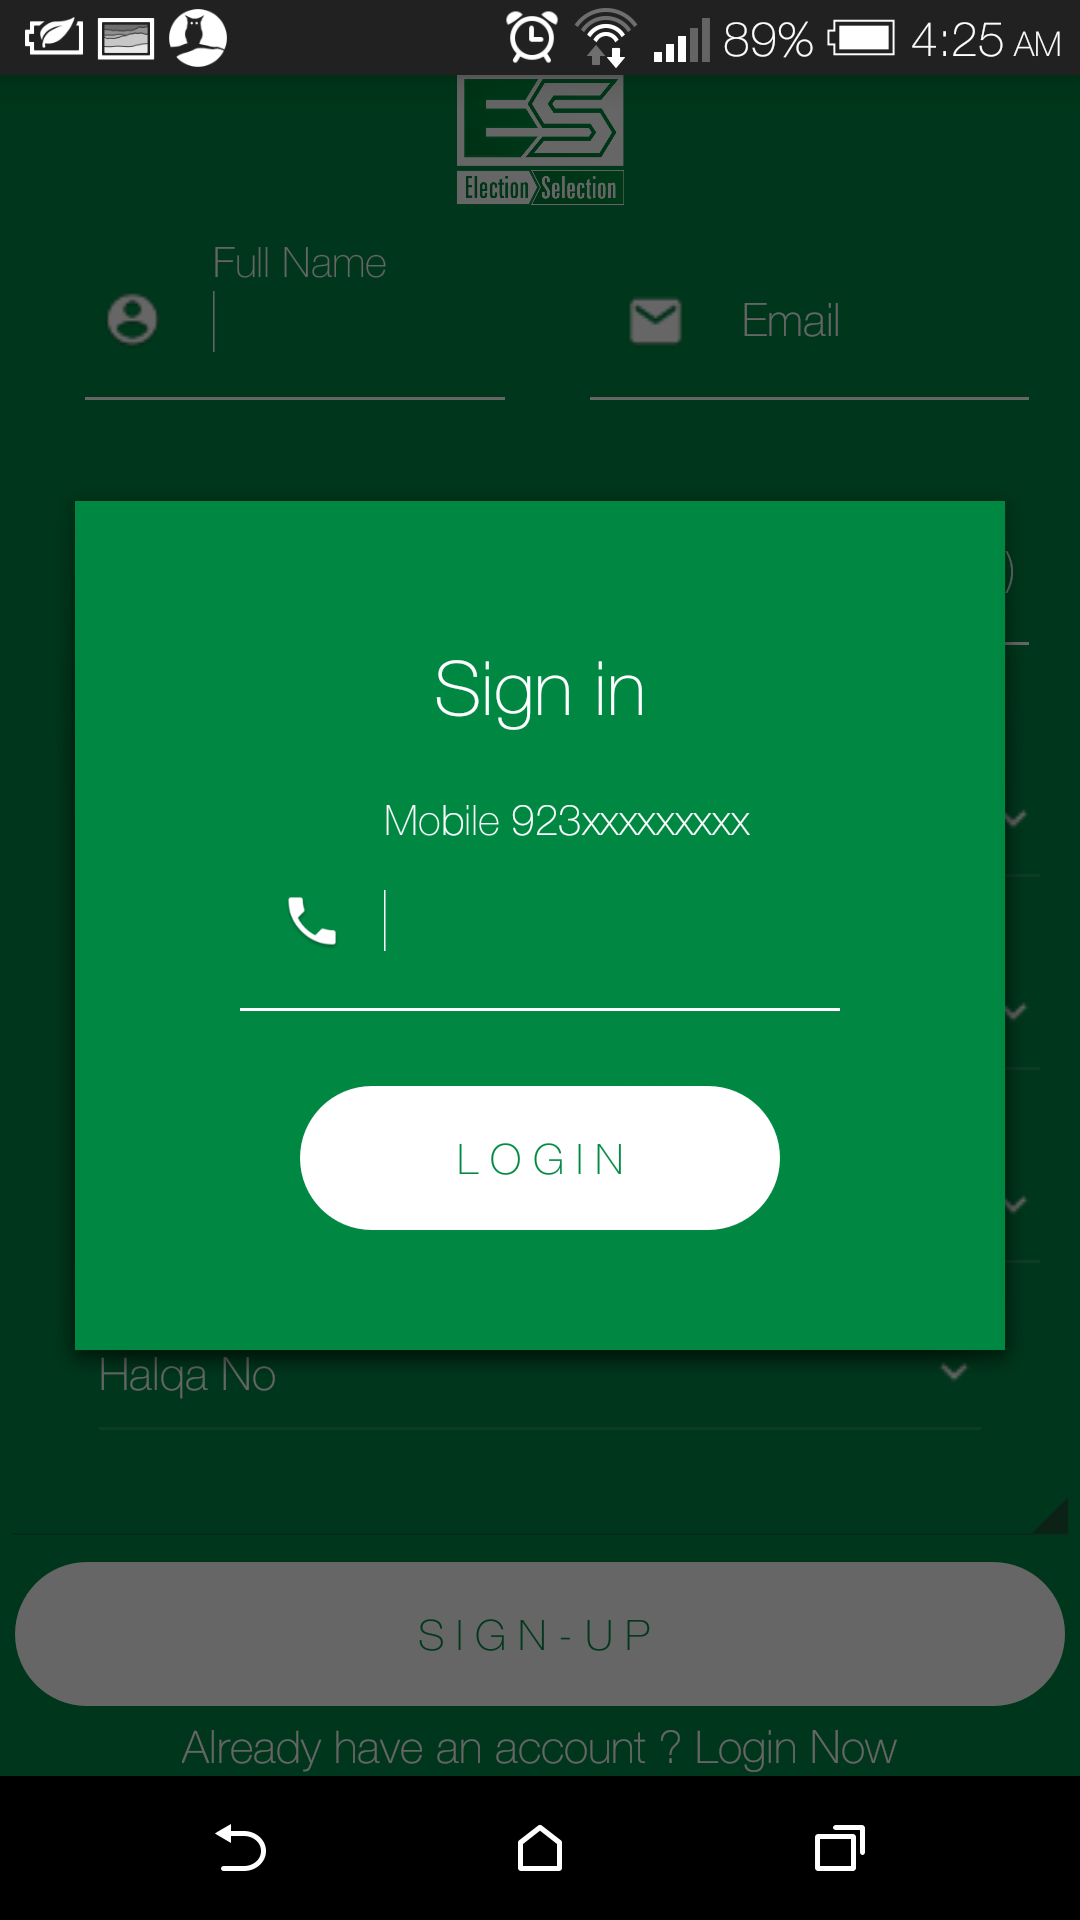 89% 4:25 AM
ES
Election Selection
Full Name
Email
)
Sign in
Mobile 923xxxxxxxxx
LOGIN
Halqa No
SIGN-UP
Already have an account ? Login Now